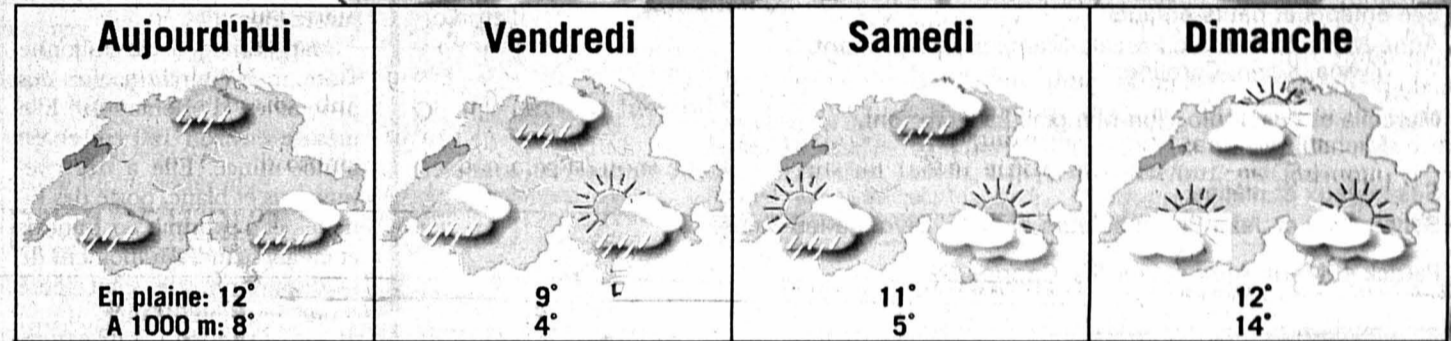 Aujourd'hui
Vendredi
Samedi
Dimanche
En plaine: 12°
A 1000 m: 8°
9°
4°
11°
5°
12°
14°